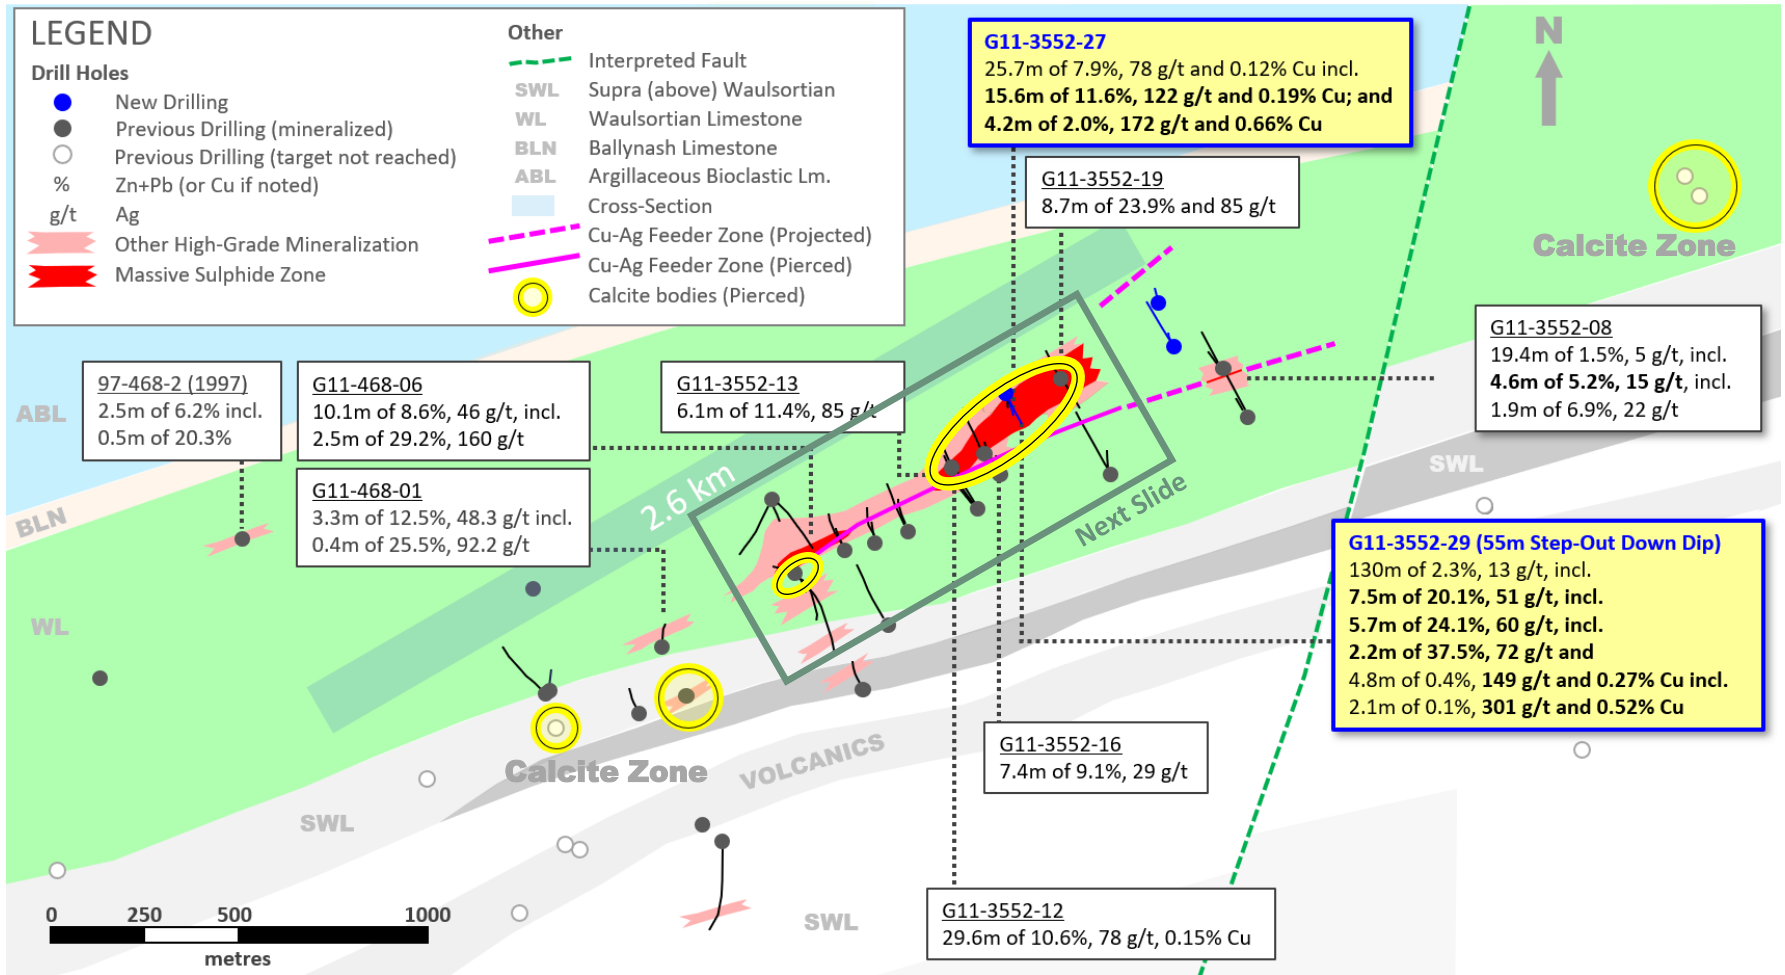 LEGEND
Drill Holes
New Drilling
Previous Drilling (mineralized)
Previous Drilling (target not reached)
% Zn+Pb (or Cu if noted)
g/t Ag
Other High-Grade Mineralization
Massive Sulphide Zone
Other
Interpreted Fault
SWL Supra (above) Waulsortian
WL Waulsortian Limestone
BLN Ballynash Limestone
ABL Argillaceous Bioclastic Lm.
Cross-Section
Cu-Ag Feeder Zone (Projected)
Cu-Ag Feeder Zone (Pierced)
Calcite bodies (Pierced)
G11-3552-27
25.7m of 7.9%, 78 g/t and 0.12% Cu incl.
15.6m of 11.6%, 122 g/t and 0.19% Cu; and
4.2m of 2.0%, 172 g/t and 0.66% Cu
N
G11-3552-19
8.7m of 23.9% and 85 g/t
Calcite Zone
G11-3552-08
19.4m of 1.5%, 5 g/t, incl.
4.6m of 5.2%, 15 g/t, incl.
1.9m of 6.9%, 22 g/t
97-468-2 (1997)
2.5m of 6.2% incl.
0.5m of 20.3%
G11-468-06
10.1m of 8.6%, 46 g/t, incl.
2.5m of 29.2%, 160 g/t
G11-3552-13
6.1m of 11.4%, 85 g/t
ABL
G11-468-01
3.3m of 12.5%, 48.3 g/t incl.
0.4m of 25.5%, 92.2 g/t
2.6 km
SWL
BLN
Next Slide
G11-3552-29 (55m Step-Out Down Dip)
130m of 2.3%, 13 g/t, incl.
7.5m of 20.1%, 51 g/t, incl.
5.7m of 24.1%, 60 g/t, incl.
2.2m of 37.5%, 72 g/t and
4.8m of 0.4%, 149 g/t and 0.27% Cu incl.
2.1m of 0.1%, 301 g/t and 0.52% Cu
WL
G11-3552-16
7.4m of 9.1%, 29 g/t
Calcite Zone
VOLCANICS
SWL
G11-3552-12
29.6m of 10.6%, 78 g/t, 0.15% Cu
SWL
0 250 500 1000
metres